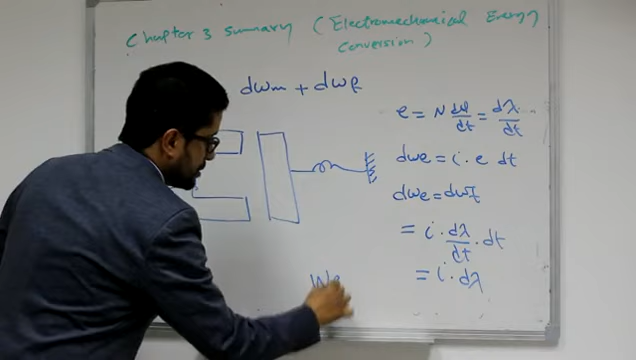 Chapter 3 summary (Electromechanical Energy
conversion)
dwm + dwf
e = N dφ/dt = dλ/dt
dwe = i . e dt
dwe = dwf
= i . dλ/dt . dt
= i . dλ